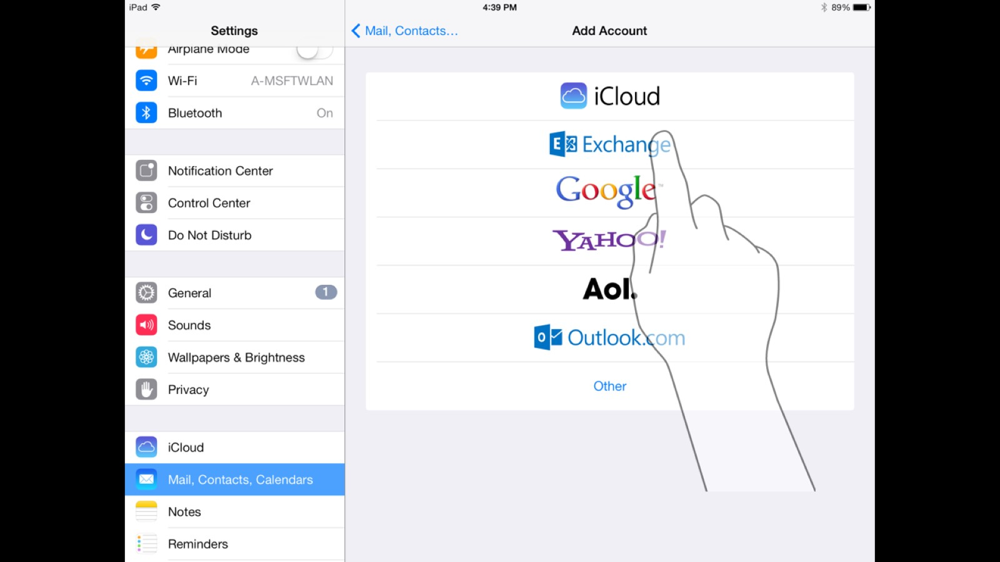 iPad 4:39 PM 89%
Settings
Mail, Contacts... Add Account
Airplane Mode
Wi-Fi A-MSFTWLAN
Bluetooth On
Notification Center
Control Center
Do Not Disturb
General 1
Sounds
Wallpapers & Brightness
Privacy
iCloud
Mail, Contacts, Calendars
Notes
Reminders
iCloud
E Exchange
Google™
YAHOO!
Aol.
O Outlook.com
Other